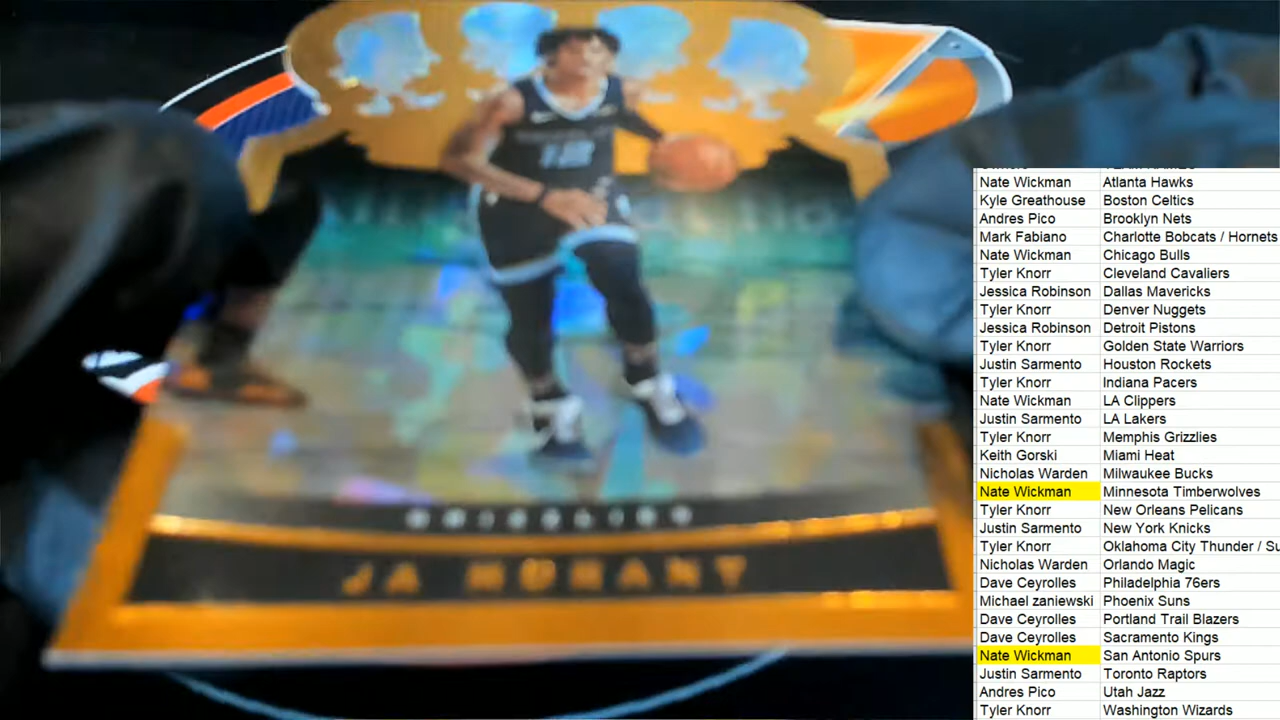 12
GRIZZLIES
JA MORANT
Nate Wickman Atlanta Hawks
Kyle Greathouse Boston Celtics
Andres Pico Brooklyn Nets
Mark Fabiano Charlotte Bobcats / Hornets
Nate Wickman Chicago Bulls
Tyler Knorr Cleveland Cavaliers
Jessica Robinson Dallas Mavericks
Tyler Knorr Denver Nuggets
Jessica Robinson Detroit Pistons
Tyler Knorr Golden State Warriors
Justin Sarmento Houston Rockets
Tyler Knorr Indiana Pacers
Nate Wickman LA Clippers
Justin Sarmento LA Lakers
Tyler Knorr Memphis Grizzlies
Keith Gorski Miami Heat
Nicholas Warden Milwaukee Bucks
Nate Wickman Minnesota Timberwolves
Tyler Knorr New Orleans Pelicans
Justin Sarmento New York Knicks
Tyler Knorr Oklahoma City Thunder / Su
Nicholas Warden Orlando Magic
Dave Ceyrolles Philadelphia 76ers
Michael zaniewski Phoenix Suns
Dave Ceyrolles Portland Trail Blazers
Dave Ceyrolles Sacramento Kings
Nate Wickman San Antonio Spurs
Justin Sarmento Toronto Raptors
Andres Pico Utah Jazz
Tyler Knorr Washington Wizards